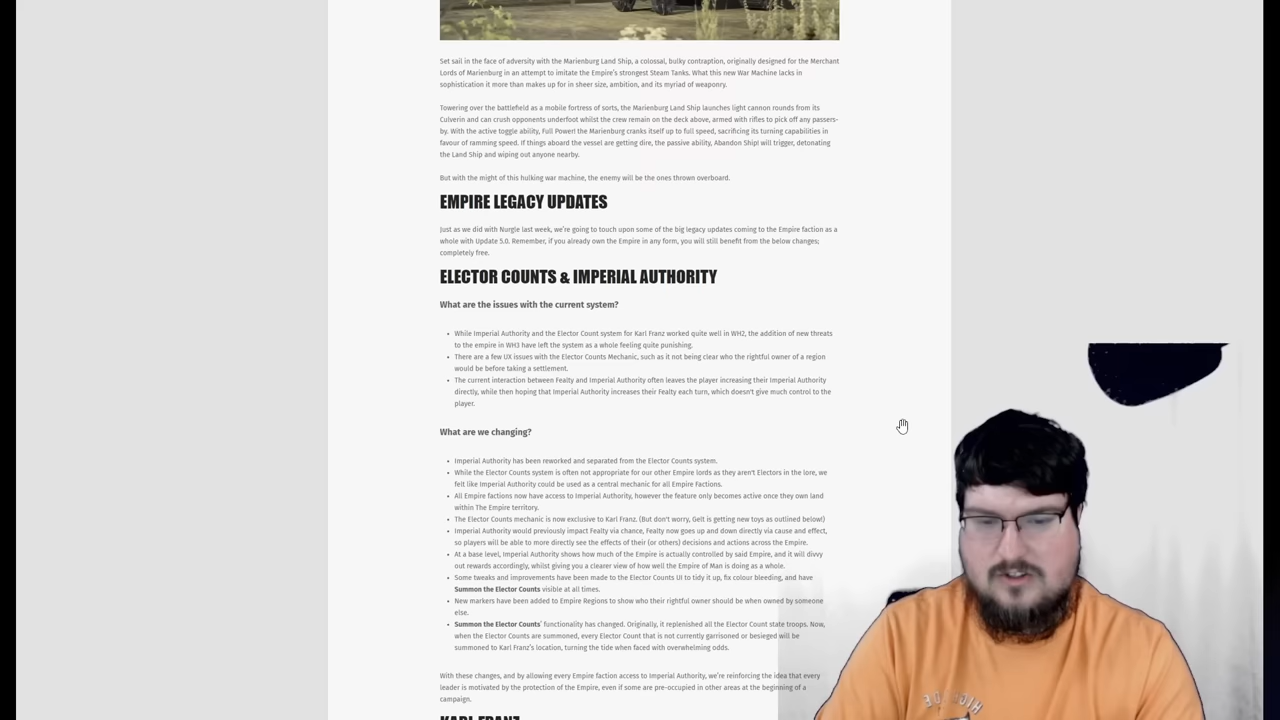 Set sail in the face of adversity with the Marienburg Land Ship, a colossal, bulky contraption, originally designed for the Merchant
Lords of Marienburg in an attempt to imitate the Empire's strongest Steam Tanks. What this new War Machine lacks in
sophistication it more than makes up for in sheer size, ambition, and its myriad of weaponry.
Towering over the battlefield as a mobile fortress of sorts, the Marienburg Land Ship launches light cannon rounds from its
Culverin and can crush opponents underfoot whilst the crew remain on the deck above, armed with rifles to pick off any passers-
by. With the active toggle ability, Full Power! the Marienburg cranks itself up to full speed, sacrificing its turning capabilities in
favour of ramming speed. If things aboard the vessel are getting dire, the passive ability, Abandon Ship! will trigger, detonating
the Land Ship and wiping out anyone nearby.
But with the might of this hulking war machine, the enemy will be the ones thrown overboard.
EMPIRE LEGACY UPDATES
Just as we did with Nurgle last week, we're going to touch upon some of the big legacy updates coming to the Empire faction as a
whole with Update 5.0. Remember, if you already own the Empire in any form, you will still benefit from the below changes;
completely free.
ELECTOR COUNTS & IMPERIAL AUTHORITY
What are the issues with the current system?
• While Imperial Authority and the Elector Count system for Karl Franz worked quite well in WH2, the addition of new threats
to the empire in WH3 have left the system as a whole feeling quite punishing.
• There are a few UX issues with the Elector Counts Mechanic, such as it not being clear who the rightful owner of a region
would be before taking a settlement.
• The current interaction between Fealty and Imperial Authority often leaves the player increasing their Imperial Authority
directly, while then hoping that Imperial Authority increases their Fealty each turn, which doesn't give much control to the
player.
What are we changing?
• Imperial Authority has been reworked and separated from the Elector Counts system.
• While the Elector Counts system is often not appropriate for our other Empire lords as they aren't Electors in the lore, we
felt like Imperial Authority could be used as a central mechanic for all Empire Factions.
• All Empire factions now have access to Imperial Authority, however the feature only becomes active once they own land
within The Empire territory.
• The Elector Counts mechanic is now exclusive to Karl Franz. (But don't worry, Gelt is getting new toys as outlined below!)
• Imperial Authority would previously impact Fealty via chance, Fealty now goes up and down directly via cause and effect,
so players will be able to more directly see the effects of their (or others) decisions and actions across the Empire.
• At a base level, Imperial Authority shows how much of the Empire is actually controlled by said Empire, and it will divvy
out rewards accordingly, whilst giving you a clearer view of how well the Empire of Man is doing as a whole.
• Some tweaks and improvements have been made to the Elector Counts UI to tidy it up, fix colour bleeding, and have
Summon the Elector Counts visible at all times.
• New markers have been added to Empire Regions to show who their rightful owner should be when owned by someone
else.
• Summon the Elector Counts' functionality has changed. Originally, it replenished all the Elector Count state troops. Now,
when the Elector Counts are summoned, every Elector Count that is not currently garrisoned or besieged will be
summoned to Karl Franz's location, turning the tide when faced with overwhelming odds.
With these changes, and by allowing every Empire faction access to Imperial Authority, we're reinforcing the idea that every
leader is motivated by the protection of the Empire, even if some are pre-occupied in other areas at the beginning of a
campaign.
KARL FRANZ